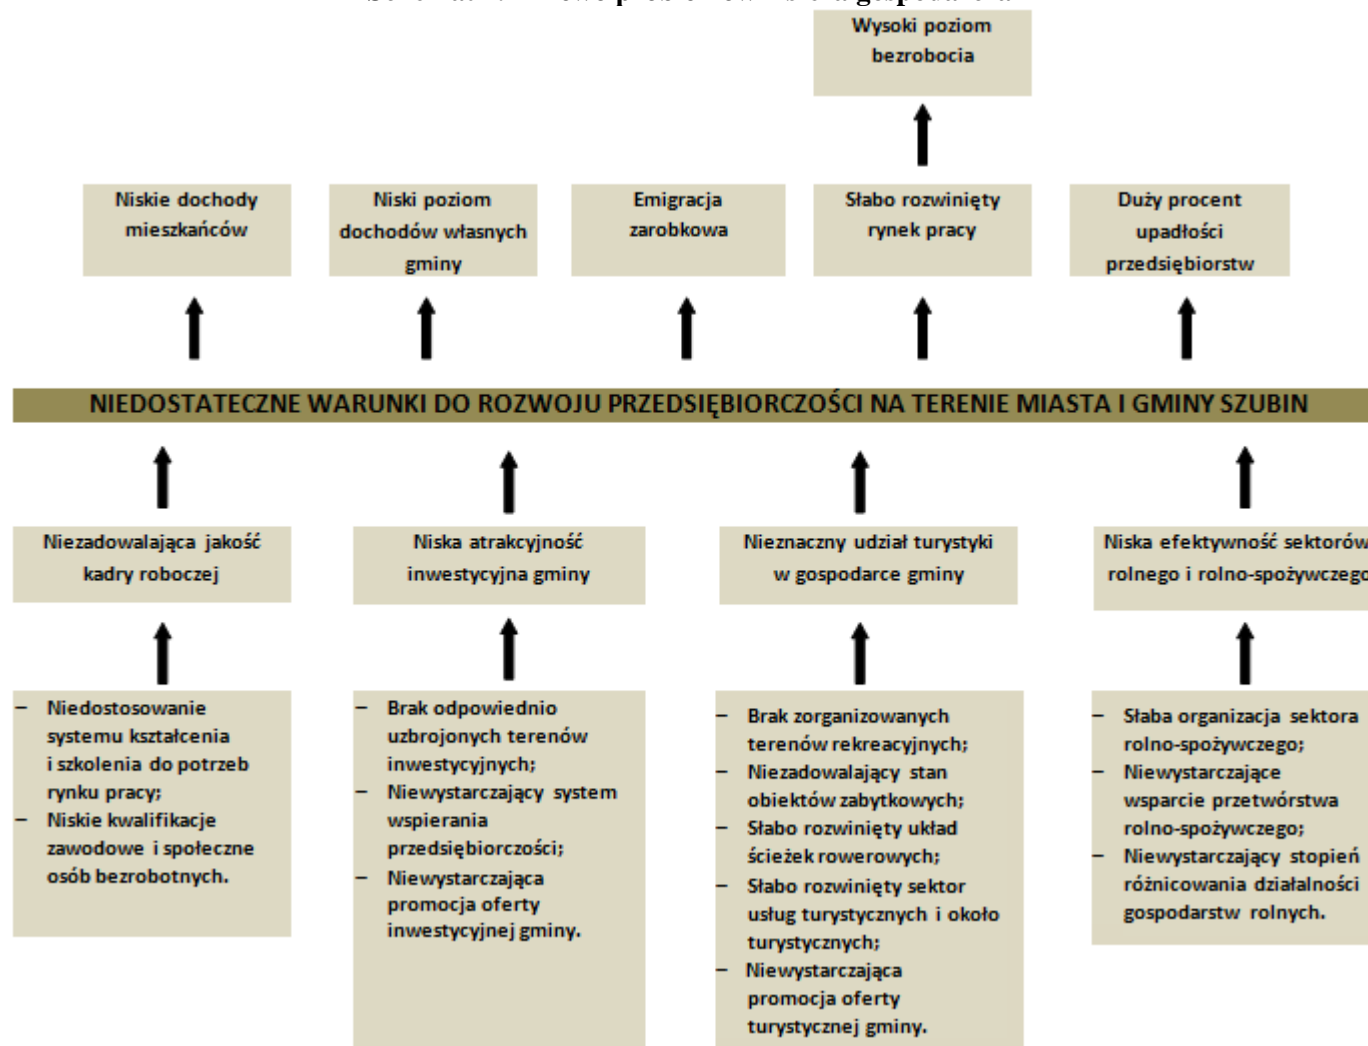 Wysoki poziom
bezrobocia
Niskie dochody
mieszkańców
Niski poziom
dochodów własnych
gminy
Emigracja
zarobkowa
Słabo rozwinięty
rynek pracy
Duży procent
upadłości
przedsiębiorstw
NIEDOSTATECZNE WARUNKI DO ROZWOJU PRZEDSIĘBIORCZOŚCI NA TERENIE MIASTA I GMINY SZUBIN
Niezadowalająca jakość
kadry roboczej
Niska atrakcyjność
inwestycyjna gminy
Nieznaczny udział turystyki
w gospodarce gminy
Niska efektywność sektorów
rolnego i rolno-spożywczego
– Niedostosowanie
systemu kształcenia
i szkolenia do potrzeb
rynku pracy;
– Niskie kwalifikacje
zawodowe i społeczne
osób bezrobotnych.
– Brak odpowiednio
uzbrojonych terenów
inwestycyjnych;
– Niewystarczający system
wspierania
przedsiębiorczości;
– Niewystarczająca
promocja oferty
inwestycyjnej gminy.
– Brak zorganizowanych
terenów rekreacyjnych;
– Niezadowalający stan
obiektów zabytkowych;
– Słabo rozwinięty układ
ścieżek rowerowych;
– Słabo rozwinięty sektor
usług turystycznych i około
turystycznych;
– Niewystarczająca
promocja oferty
turystycznej gminy.
– Słaba organizacja sektora
rolno-spożywczego;
– Niewystarczające
wsparcie przetwórstwa
rolno-spożywczego;
– Niewystarczający stopień
różnicowania działalności
gospodarstw rolnych.